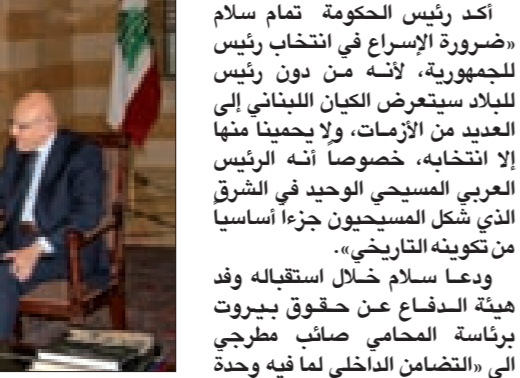 أكد رئيس الحكومة تمام سلام
«ضرورة الإسراع في انتخاب رئيس
للجمهورية، لأنه من دون رئيس
للبلاد سيتعرض الكيان اللبناني إلى
العديد من الأزمات، ولا يحمينا منها
إلا انتخابه، خصوصاً أنه الرئيس
العربي المسيحي الوحيد في الشرق
الذي شكل المسيحيون جزءاً أساسياً
من تكوينه التاريخي».
ودعا سلام خلال استقباله وفد
هيئة الدفاع عن حقوق بيروت
برئاسة المحامي صائب مطرجي
الى «التضامن الداخلي لما فيه وحدة